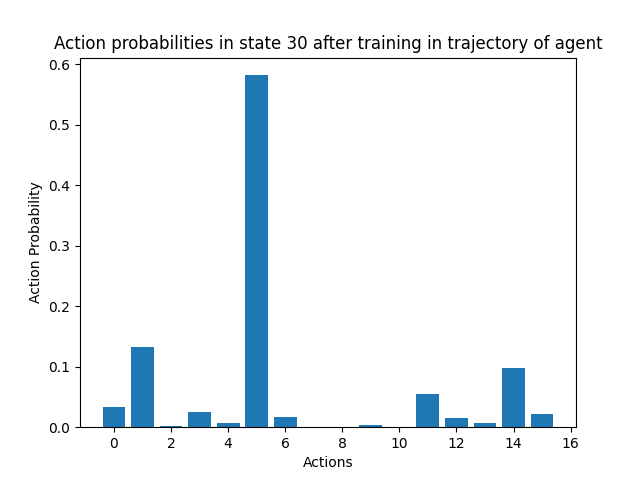 Action probabilities in state 30 after training in trajectory of agent
0.6
0.5
0.4
0.3
0.2
0.1
0.0
Action Probability
0 2 4 6 8 10 12 14 16
Actions